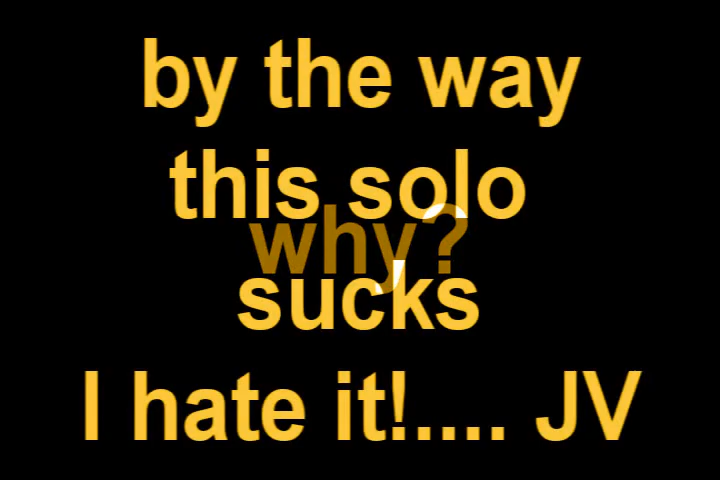 by the way
this solo
why?
sucks
I hate it!.... JV